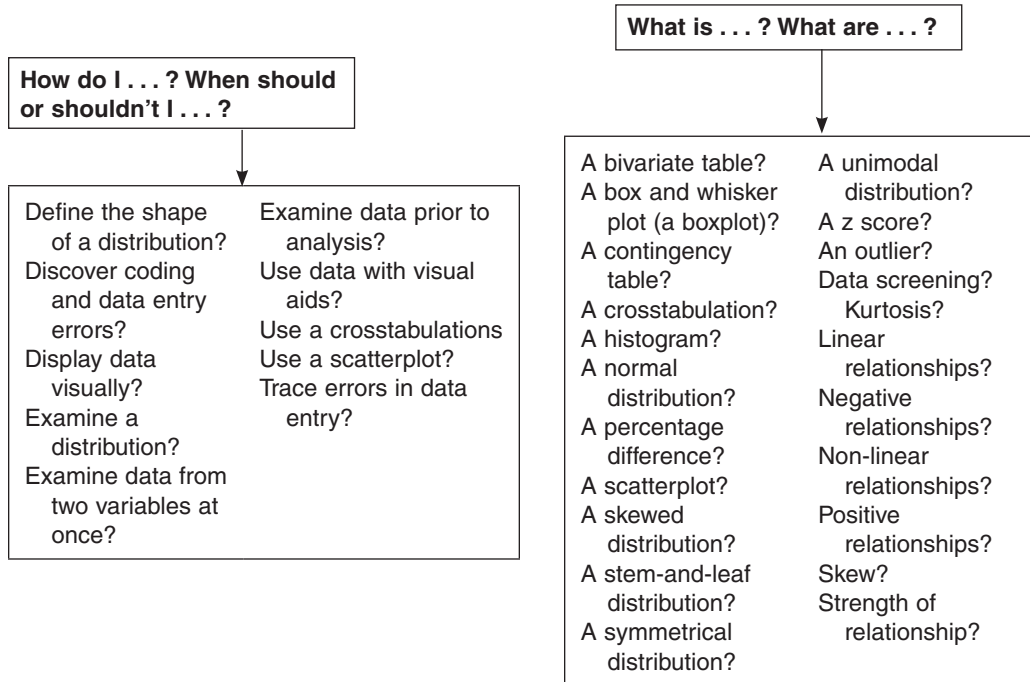 How do I . . . ? When should
or shouldn't I . . . ?
Define the shape
of a distribution?
Discover coding
and data entry
errors?
Display data
visually?
Examine a
distribution?
Examine data from
two variables at
once?
Examine data prior to
analysis?
Use data with visual
aids?
Use a crosstabulations
Use a scatterplot?
Trace errors in data
entry?
What is . . . ? What are . . . ?
A bivariate table?
A box and whisker
plot (a boxplot)?
A contingency
table?
A crosstabulation?
A histogram?
A normal
distribution?
A percentage
difference?
A scatterplot?
A skewed
distribution?
A stem-and-leaf
distribution?
A symmetrical
distribution?
A unimodal
distribution?
A z score?
An outlier?
Data screening?
Kurtosis?
Linear
relationships?
Negative
relationships?
Non-linear
relationships?
Positive
relationships?
Skew?
Strength of
relationship?